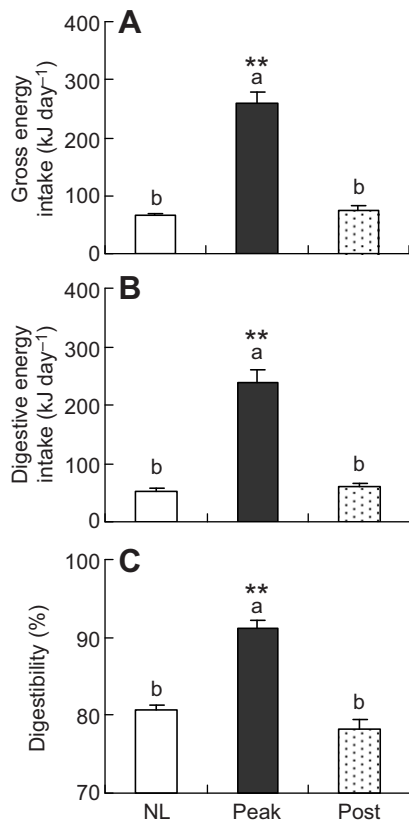 A
Gross energy
intake (kJ day–1)
400
300
200
100
0
b
**
a
b
B
Digestive energy
intake (kJ day–1)
400
300
200
100
0
b
**
a
b
C
Digestibility (%)
100
90
80
70
b
**
a
b
NL Peak Post